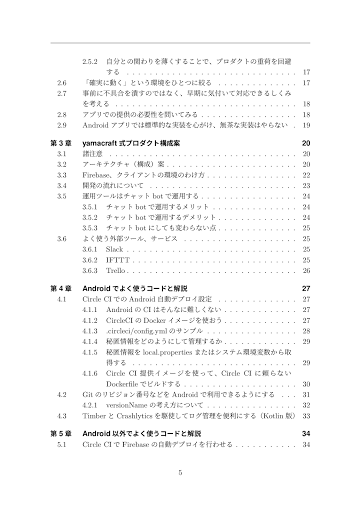 2.5.2 自分との関わりを薄くすることで、プロダクトの重荷を回避
する . . . . . . . . . . . . . . . . . . . . . . . . . . . . . . 17
2.6 「確実に動く」という環境をひとつに絞る . . . . . . . . . . . . . . 17
2.7 事前に不具合を潰すのではなく、早期に気付いて対応できるしくみ
を考える . . . . . . . . . . . . . . . . . . . . . . . . . . . . . . 18
2.8 アプリでの提供の必要性を問いてみる . . . . . . . . . . . . . . . . 18
2.9 Android アプリでは標準的な実装を心がけ、無茶な実装はやらない . 19
第 3 章 yamacraft 式プロダクト構成案 20
3.1 諸注意 . . . . . . . . . . . . . . . . . . . . . . . . . . . . . . 20
3.2 アーキテクチャ（構成）案 . . . . . . . . . . . . . . . . . . . . . . 20
3.3 Firebase、クライアントの環境のわけ方 . . . . . . . . . . . . . . . . 22
3.4 開発の流れについて . . . . . . . . . . . . . . . . . . . . . . . . 23
3.5 運用ツールはチャット bot で運用する . . . . . . . . . . . . . . . . 24
3.5.1 チャット bot で運用するメリット . . . . . . . . . . . . . . 24
3.5.2 チャット bot で運用するデメリット . . . . . . . . . . . . . 24
3.5.3 チャット bot にしても変わらない点 . . . . . . . . . . . . . 25
3.6 よく使う外部ツール、サービス . . . . . . . . . . . . . . . . . . . 25
3.6.1 Slack . . . . . . . . . . . . . . . . . . . . . . . . . . . . 25
3.6.2 IFTTT . . . . . . . . . . . . . . . . . . . . . . . . . . . . 25
3.6.3 Trello . . . . . . . . . . . . . . . . . . . . . . . . . . . . 26
第 4 章 Android でよく使うコードと解説 27
4.1 Circle CI での Android 自動デプロイ設定 . . . . . . . . . . . . . . 27
4.1.1 Android の CI はそんなに難しくない . . . . . . . . . . . . . 27
4.1.2 CircleCI の Docker イメージを使おう . . . . . . . . . . . . . 27
4.1.3 .circleci/config.yml のサンプル . . . . . . . . . . . . . . . 28
4.1.4 秘匿情報をどのようにして管理するか . . . . . . . . . . . . . 29
4.1.5 秘匿情報を local.properties またはシステム環境変数から取
得する . . . . . . . . . . . . . . . . . . . . . . . . . . . . 29
4.1.6 Circle CI 提供イメージを使って、Circle CI に頼らない
Dockerfile でビルドする . . . . . . . . . . . . . . . . . . . 30
4.2 Git のリビジョン番号などを Android で利用できるようにする . . . 31
4.2.1 versionName の考え方について . . . . . . . . . . . . . . . . 32
4.3 Timber と Crashlytics を駆使してログ管理を便利にする（Kotlin 版） 33
第 5 章 Android 以外でよく使うコードと解説 34
5.1 Circle CI で Firebase の自動デプロイを行わせる . . . . . . . . . . . 34
5